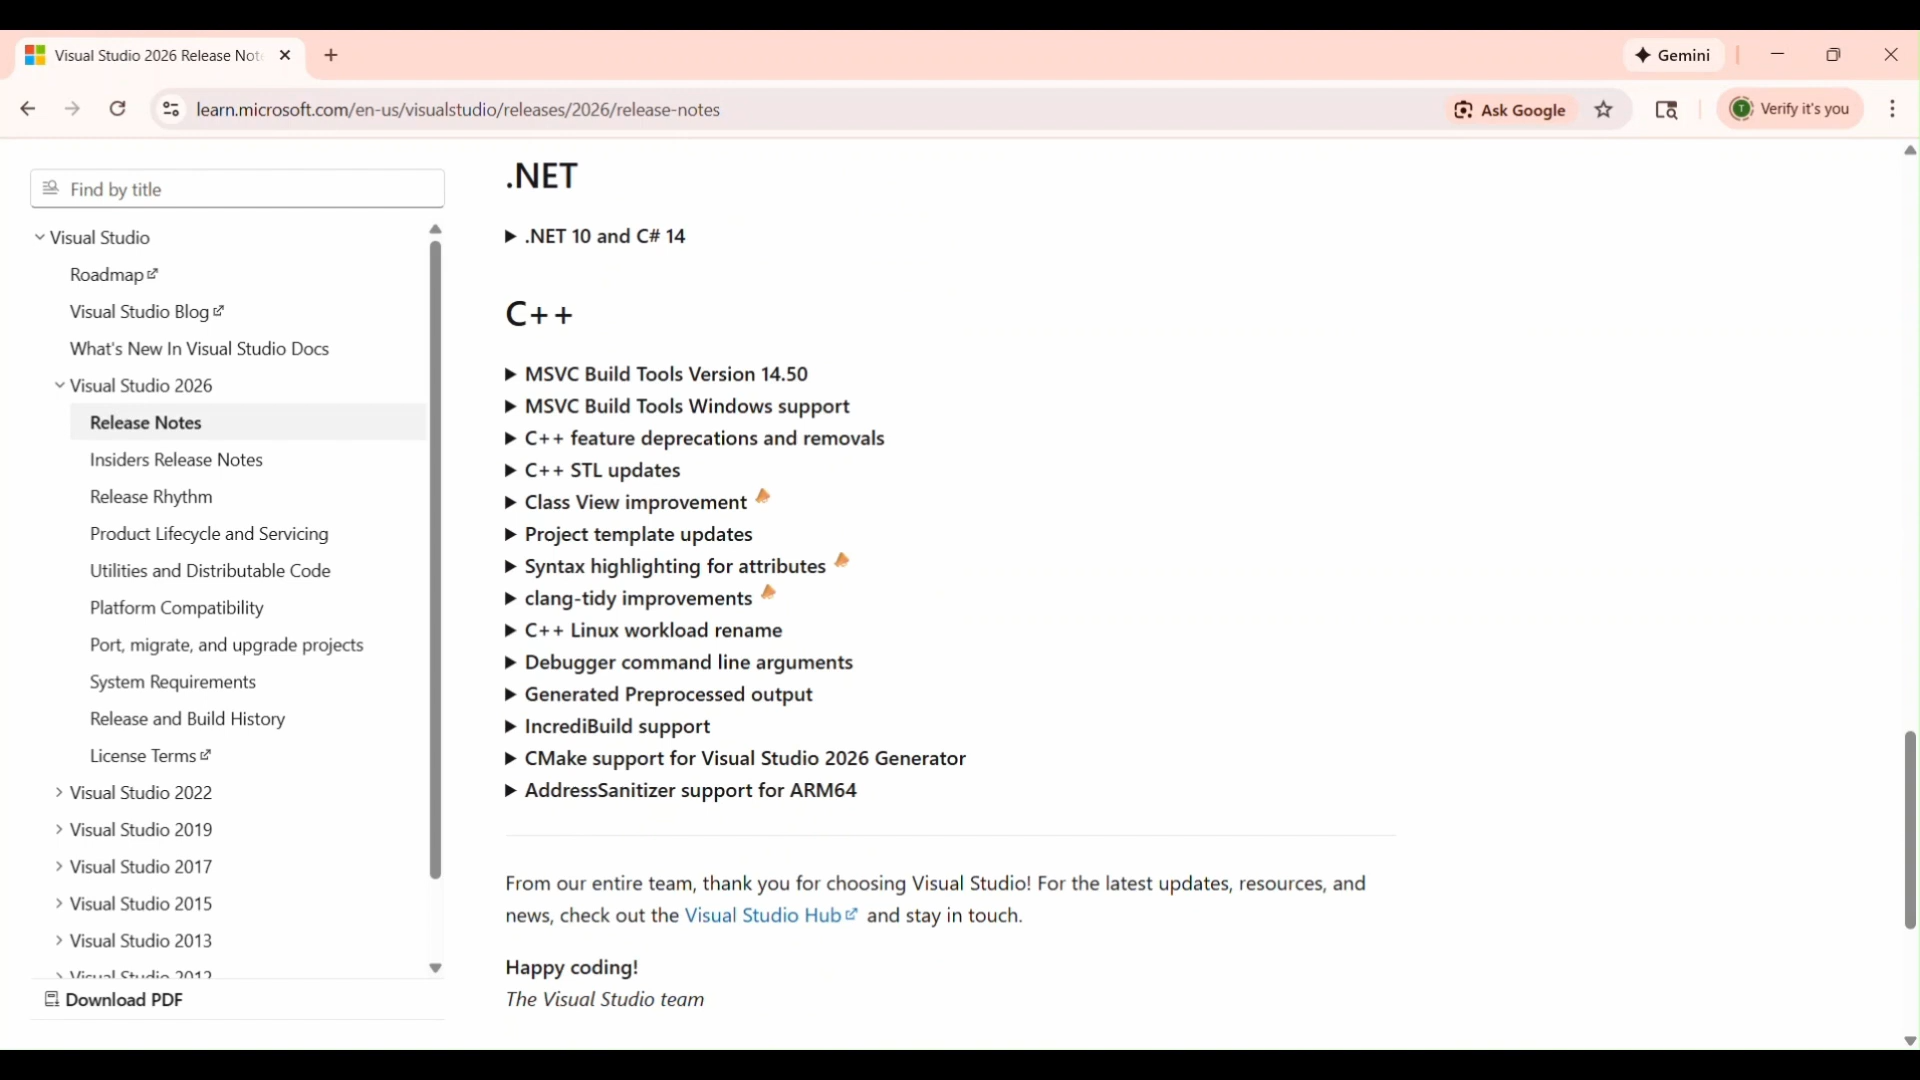 Visual Studio 2026 Release Not
Gemini
learn.microsoft.com/en-us/visualstudio/releases/2026/release-notes
Ask Google
T
Verify it's you
Find by title
Visual Studio
Roadmap
Visual Studio Blog
What's New In Visual Studio Docs
Visual Studio 2026
Release Notes
Insiders Release Notes
Release Rhythm
Product Lifecycle and Servicing
Utilities and Distributable Code
Platform Compatibility
Port, migrate, and upgrade projects
System Requirements
Release and Build History
License Terms
Visual Studio 2022
Visual Studio 2019
Visual Studio 2017
Visual Studio 2015
Visual Studio 2013
Visual Studio 2012
Download PDF
.NET
.NET 10 and C# 14
C++
MSVC Build Tools Version 14.50
MSVC Build Tools Windows support
C++ feature deprecations and removals
C++ STL updates
Class View improvement
Project template updates
Syntax highlighting for attributes
clang-tidy improvements
C++ Linux workload rename
Debugger command line arguments
Generated Preprocessed output
IncrediBuild support
CMake support for Visual Studio 2026 Generator
AddressSanitizer support for ARM64
From our entire team, thank you for choosing Visual Studio! For the latest updates, resources, and
news, check out the Visual Studio Hub and stay in touch.
Happy coding!
The Visual Studio team